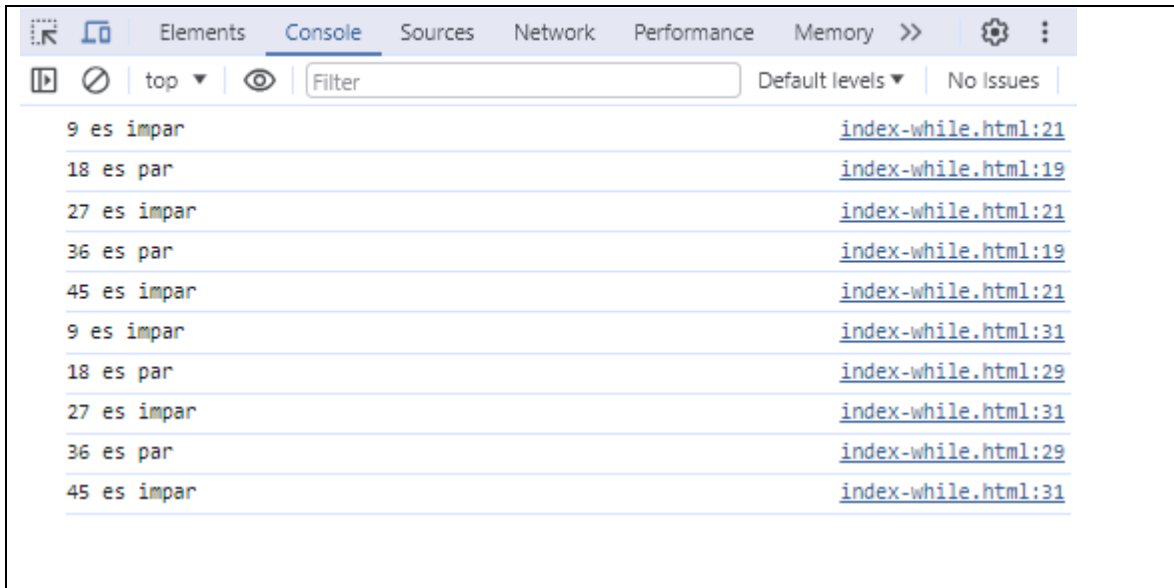 Elements Console Sources Network Performance Memory
top Filter Default levels No Issues
9 es impar index-while.html:21
18 es par index-while.html:19
27 es impar index-while.html:21
36 es par index-while.html:19
45 es impar index-while.html:21
9 es impar index-while.html:31
18 es par index-while.html:29
27 es impar index-while.html:31
36 es par index-while.html:29
45 es impar index-while.html:31